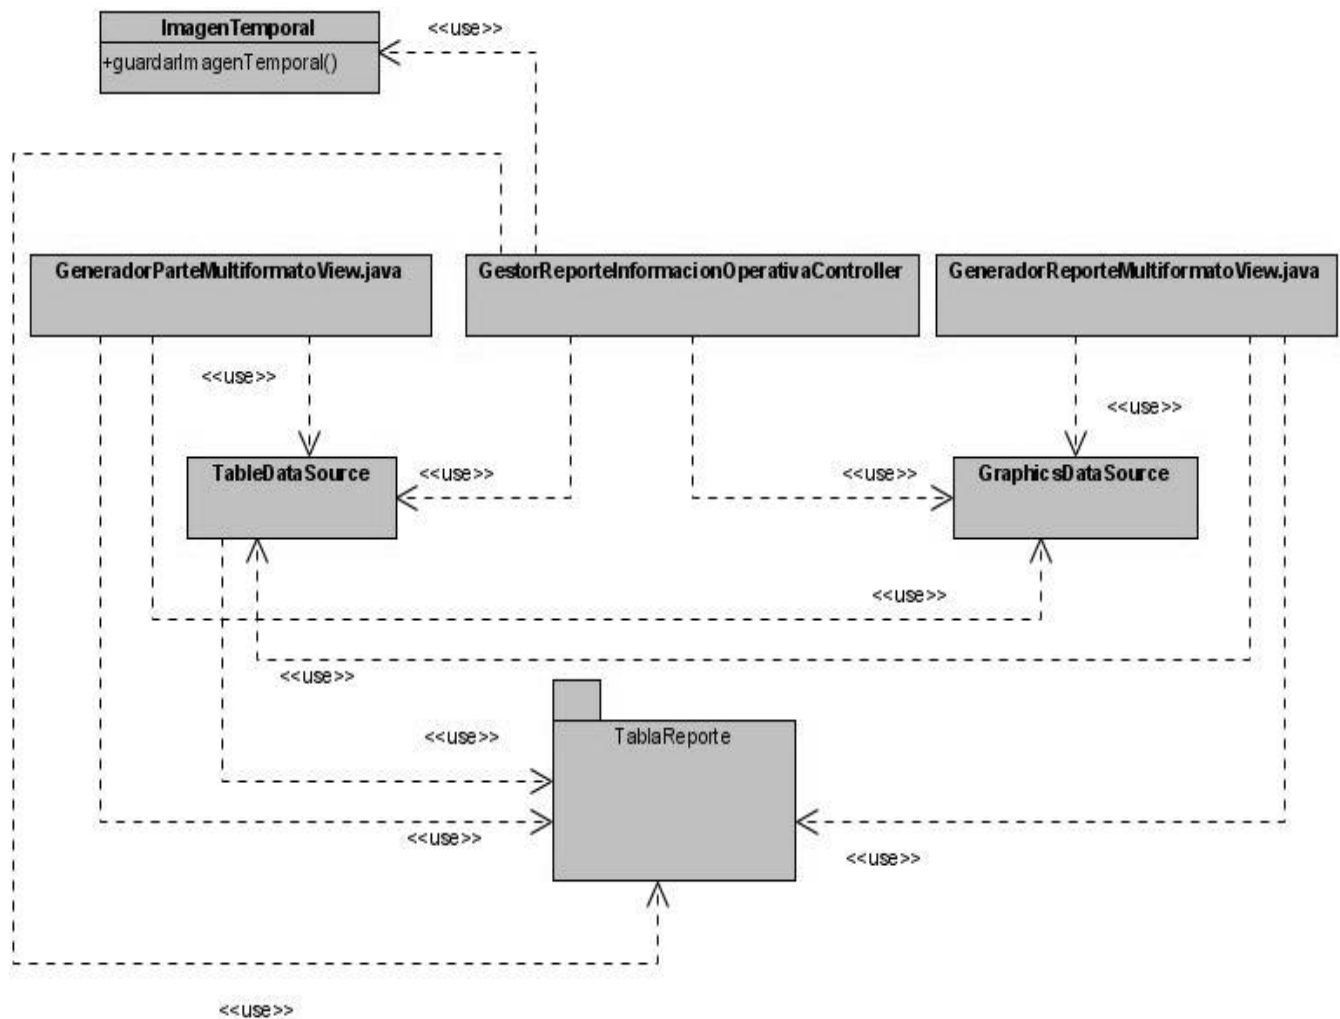 ImagenTemporal
<<use>>
+guardarImagenTemporal()
GeneradorParteMultiformatoView.java
GestorReporteInformacionOperativaController
GeneradorReporteMultiformatoView.java
<<use>>
<<use>>
TableDataSource
<<use>>
<<use>>
GraphicsDataSource
<<use>>
<<use>>
<<use>>
TablaReporte
<<use>>
<<use>>
<<use>>